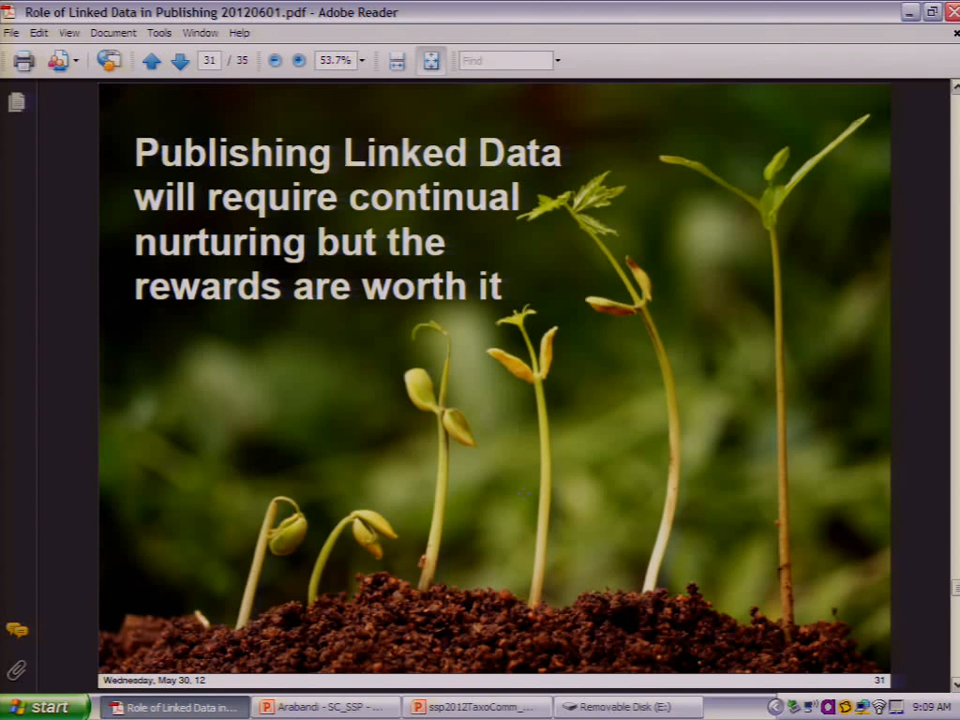 Role of Linked Data in Publishing 20120601.pdf - Adobe Reader
File Edit View Document Tools Window Help
31 / 35 53.7% Find
Publishing Linked Data
will require continual
nurturing but the
rewards are worth it
Wednesday, May 30, 12 31
start Role of Linked Data in... Arabandi - SC_SSP - ... ssp2012TaxoComm_... Removable Disk (E:) 9:09 AM